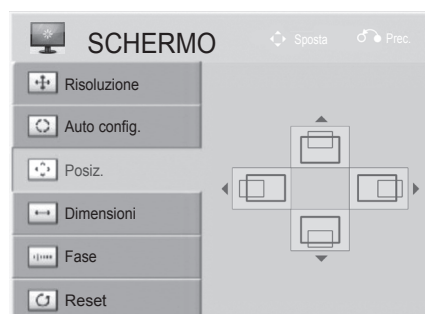 SCHERMO
Sposta
Prec.
Risoluzione
Auto config.
Posiz.
Dimensioni
Fase
Reset